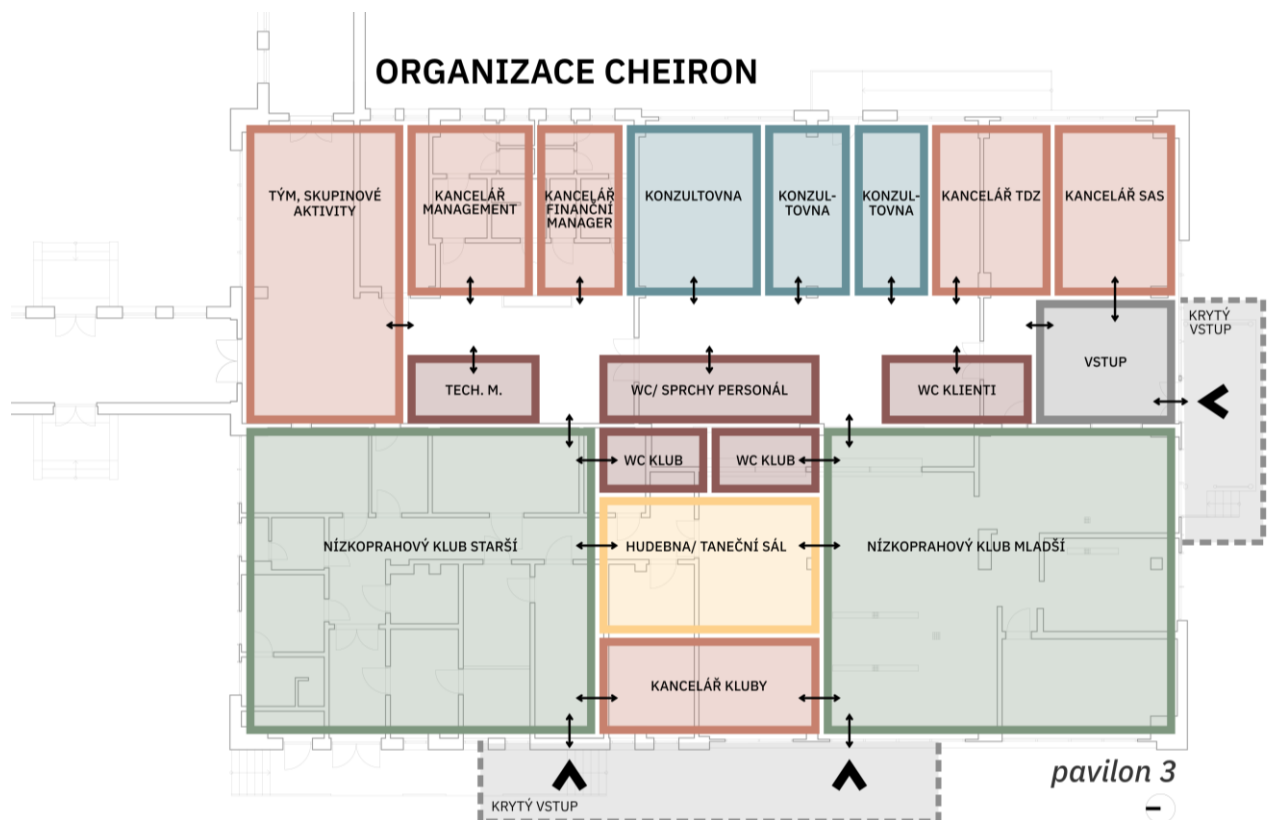 ORGANIZACE CHEIRON
TÝM, SKUPINOVÉ
AKTIVITY
KANCELÁŘ
MANAGEMENT
KANCELÁŘ
FINANČNÍ
MANAGER
KONZULTOVNA
KONZUL-
TOVNA
KONZUL-
TOVNA
KANCELÁŘ TDZ
KANCELÁŘ SAS
KRYTÝ
VSTUP
VSTUP
TECH. M.
WC/ SPRCHY PERSONÁL
WC KLIENTI
WC KLUB
WC KLUB
NÍZKOPRAHOVÝ KLUB STARŠÍ
HUDEBNA/ TANEČNÍ SÁL
NÍZKOPRAHOVÝ KLUB MLADŠÍ
KANCELÁŘ KLUBY
pavilon 3
KRYTÝ VSTUP